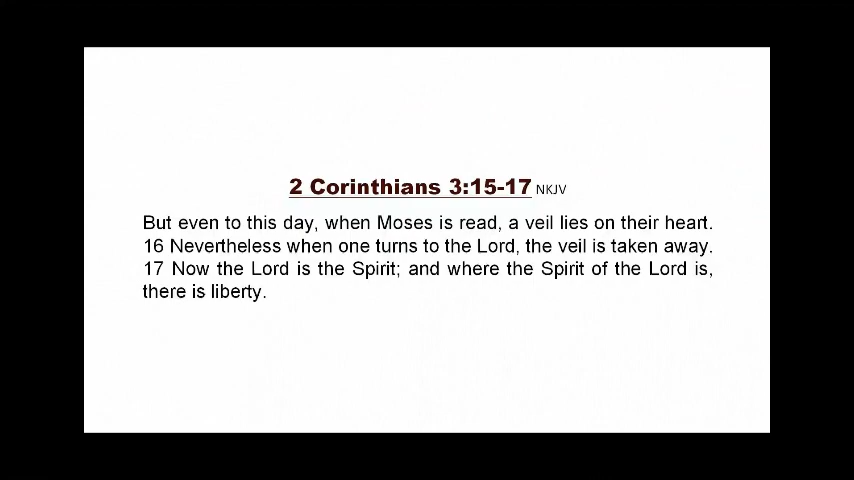 2 Corinthians 3:15-17 NKJV
But even to this day, when Moses is read, a veil lies on their heart.
16 Nevertheless when one turns to the Lord, the veil is taken away.
17 Now the Lord is the Spirit; and where the Spirit of the Lord is,
there is liberty.